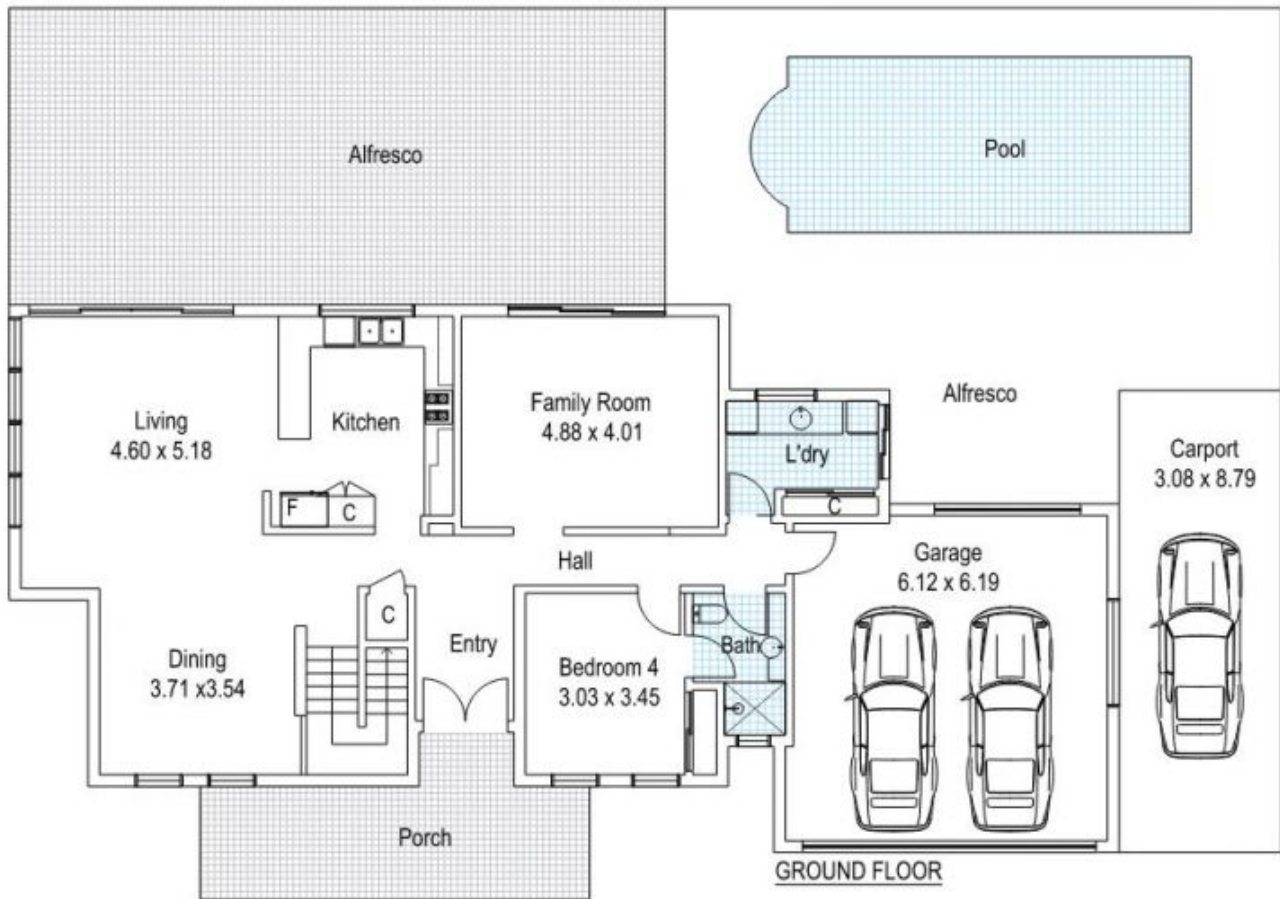 Alfresco
Pool
Living
4.60 x 5.18
Kitchen
Family Room
4.88 x 4.01
L'dry
Alfresco
Carport
3.08 x 8.79
F
C
C
Hall
Garage
6.12 x 6.19
C
Entry
Dining
3.71 x3.54
Bedroom 4
3.03 x 3.45
Bath
Porch
GROUND FLOOR